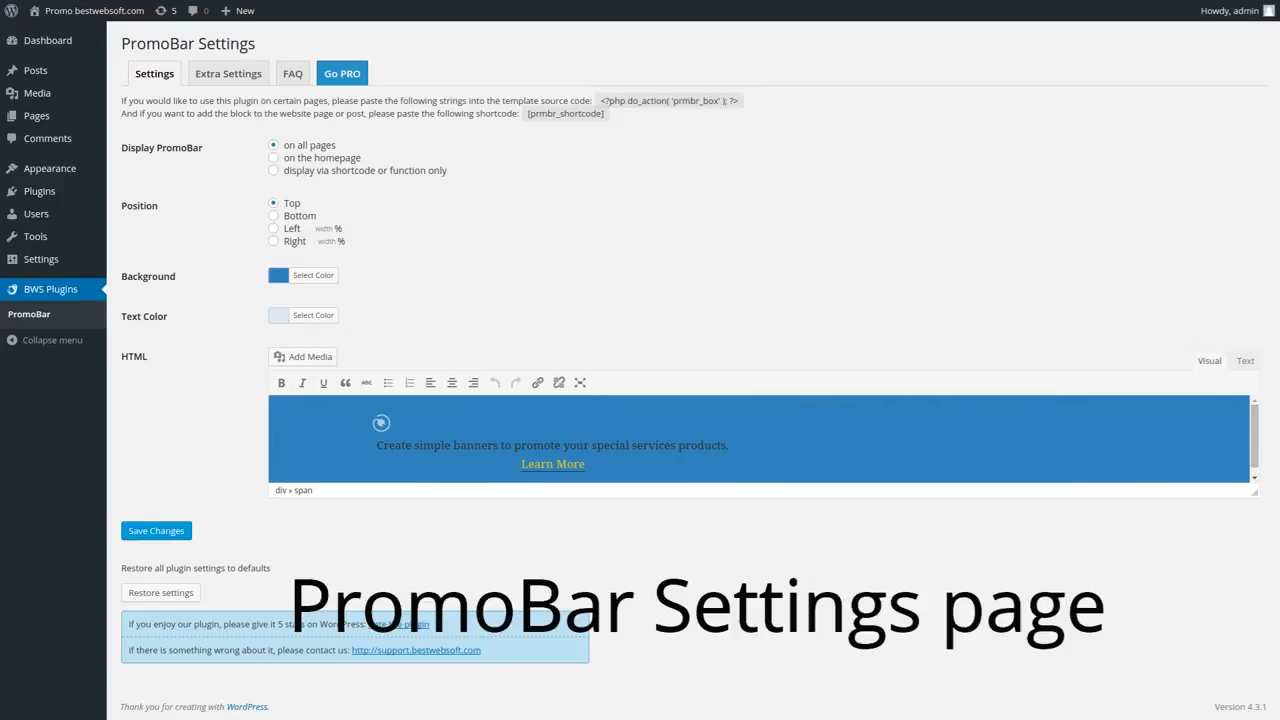 Promo bestwebsoft.com 5 0 New Howdy, admin
Dashboard
Posts
Media
Pages
Comments
Appearance
Plugins
Users
Tools
Settings
BWS Plugins
PromoBar
Collapse menu
PromoBar Settings
Settings Extra Settings FAQ Go PRO
If you would like to use this plugin on certain pages, please paste the following strings into the template source code: <?php do_action( 'prmbr_box' ); ?>
And if you want to add the block to the website page or post, please paste the following shortcode: [prmbr_shortcode]
Display PromoBar
on all pages
on the homepage
display via shortcode or function only
Position
Top
Bottom
Left width %
Right width %
Background Select Color
Text Color Select Color
HTML Add Media Visual Text
B I U ABC
Create simple banners to promote your special services products.
Learn More
div » span
Save Changes
Restore all plugin settings to defaults
Restore settings
PromoBar Settings page
If you enjoy our plugin, please give it 5 stars on WordPress: rate the plugin
If there is something wrong about it, please contact us: http://support.bestwebsoft.com
Thank you for creating with WordPress. Version 4.3.1